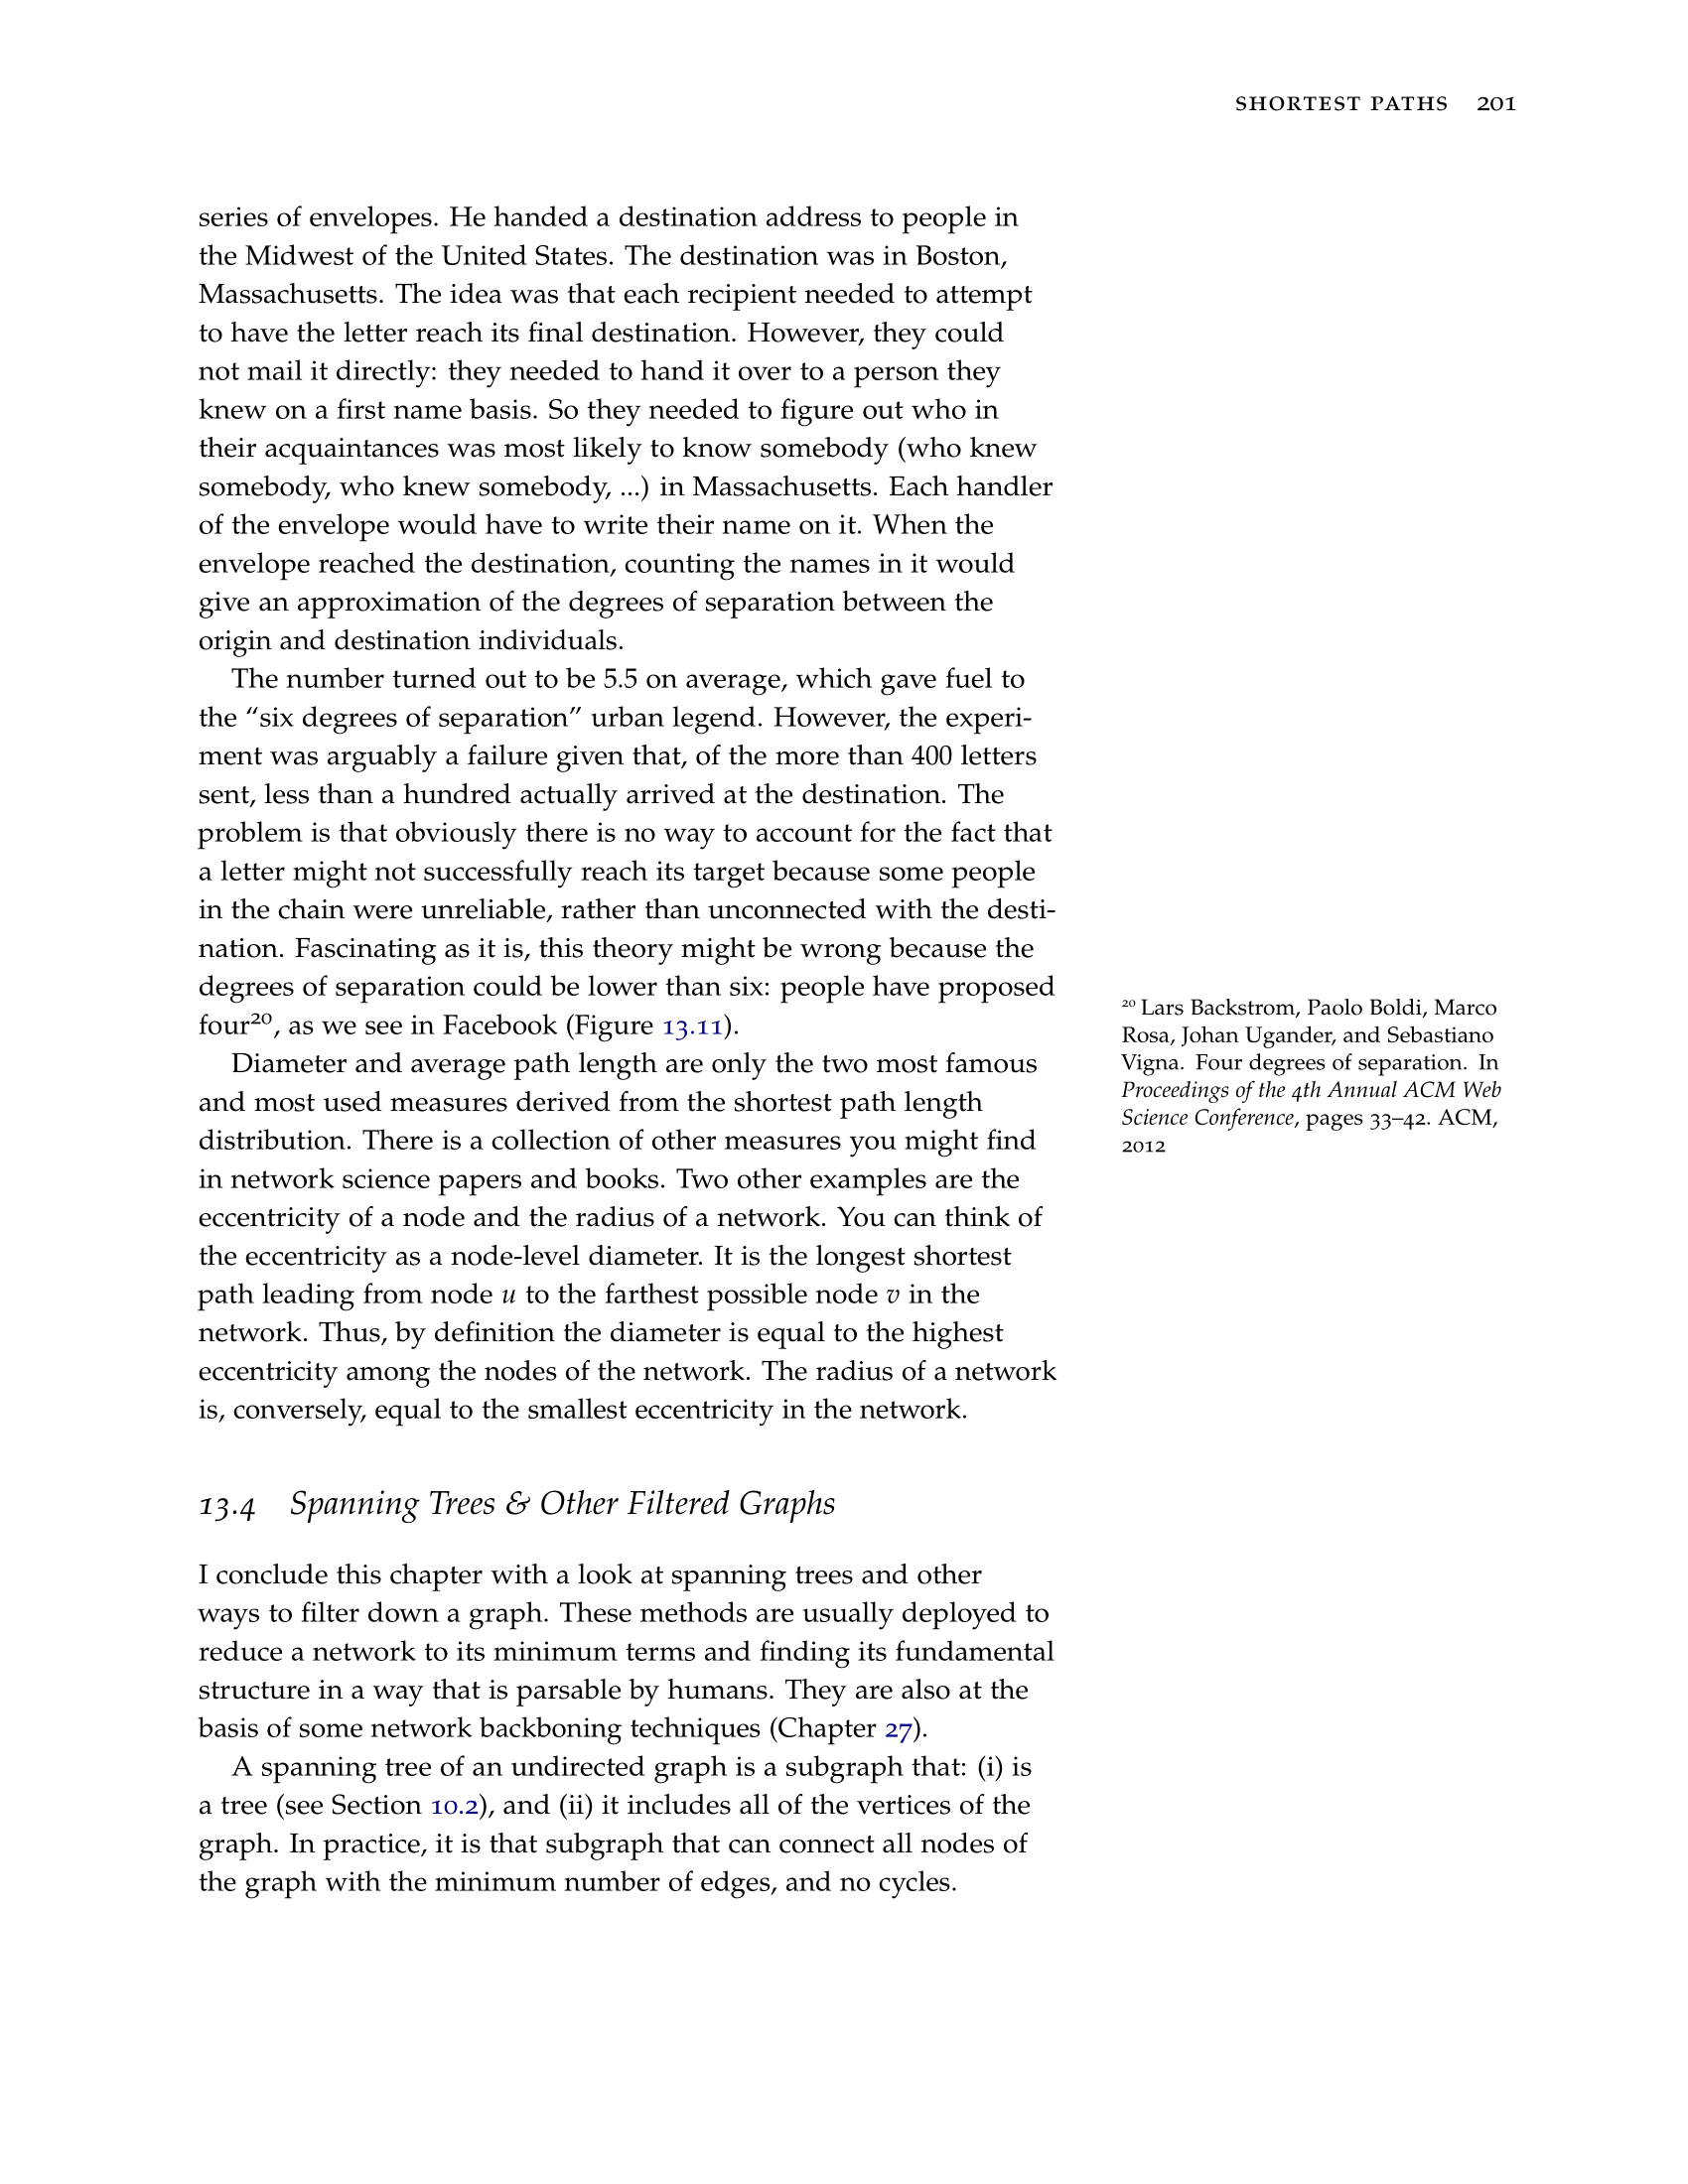 SHORTEST PATHS 201
series of envelopes. He handed a destination address to people in
the Midwest of the United States. The destination was in Boston,
Massachusetts. The idea was that each recipient needed to attempt
to have the letter reach its final destination. However, they could
not mail it directly: they needed to hand it over to a person they
knew on a first name basis. So they needed to figure out who in
their acquaintances was most likely to know somebody (who knew
somebody, who knew somebody, ...) in Massachusetts. Each handler
of the envelope would have to write their name on it. When the
envelope reached the destination, counting the names in it would
give an approximation of the degrees of separation between the
origin and destination individuals.
The number turned out to be 5.5 on average, which gave fuel to
the “six degrees of separation” urban legend. However, the experi-
ment was arguably a failure given that, of the more than 400 letters
sent, less than a hundred actually arrived at the destination. The
problem is that obviously there is no way to account for the fact that
a letter might not successfully reach its target because some people
in the chain were unreliable, rather than unconnected with the desti-
nation. Fascinating as it is, this theory might be wrong because the
degrees of separation could be lower than six: people have proposed
four20, as we see in Facebook (Figure 13.11).
Diameter and average path length are only the two most famous
and most used measures derived from the shortest path length
distribution. There is a collection of other measures you might find
in network science papers and books. Two other examples are the
eccentricity of a node and the radius of a network. You can think of
the eccentricity as a node-level diameter. It is the longest shortest
path leading from node u to the farthest possible node v in the
network. Thus, by definition the diameter is equal to the highest
eccentricity among the nodes of the network. The radius of a network
is, conversely, equal to the smallest eccentricity in the network.
20 Lars Backstrom, Paolo Boldi, Marco
Rosa, Johan Ugander, and Sebastiano
Vigna. Four degrees of separation. In
Proceedings of the 4th Annual ACM Web
Science Conference, pages 33–42. ACM,
2012
13.4 Spanning Trees & Other Filtered Graphs
I conclude this chapter with a look at spanning trees and other
ways to filter down a graph. These methods are usually deployed to
reduce a network to its minimum terms and finding its fundamental
structure in a way that is parsable by humans. They are also at the
basis of some network backboning techniques (Chapter 27).
A spanning tree of an undirected graph is a subgraph that: (i) is
a tree (see Section 10.2), and (ii) it includes all of the vertices of the
graph. In practice, it is that subgraph that can connect all nodes of
the graph with the minimum number of edges, and no cycles.